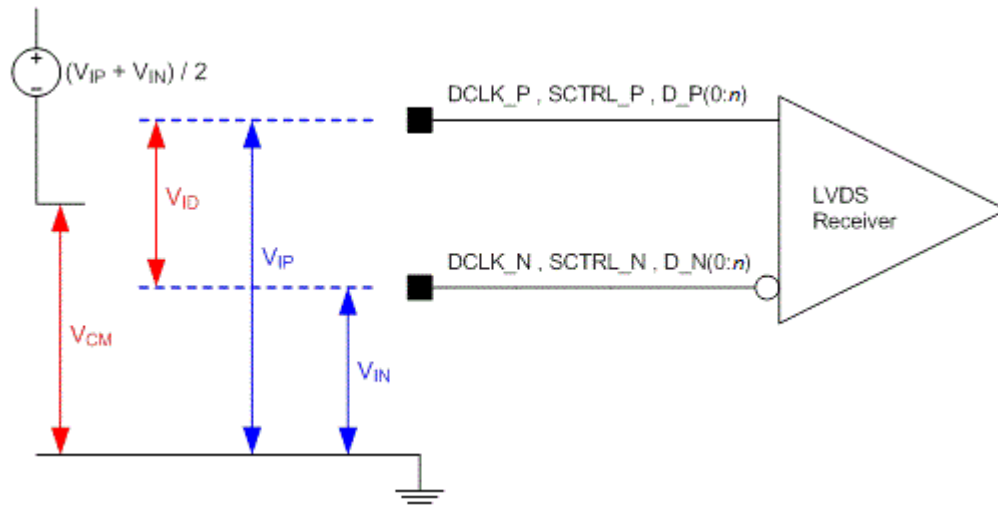 +
(VIP + VIN) / 2
−
DCLK_P , SCTRL_P , D_P(0:n)
VID
LVDS
Receiver
VIP
DCLK_N , SCTRL_N , D_N(0:n)
VCM
VIN